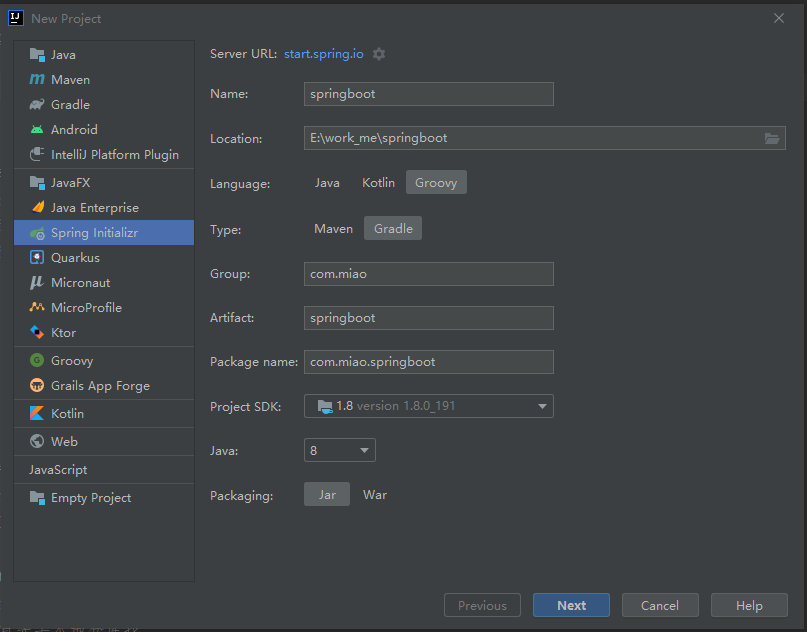 New Project
Java
Maven
Gradle
Android
IntelliJ Platform Plugin
JavaFX
Java Enterprise
Spring Initializr
Quarkus
Micronaut
MicroProfile
Ktor
Groovy
Grails App Forge
Kotlin
Web
JavaScript
Empty Project
Server URL: start.spring.io
Name: springboot
Location: E:\work_me\springboot
Language: Java Kotlin Groovy
Type: Maven Gradle
Group: com.miao
Artifact: springboot
Package name: com.miao.springboot
Project SDK: 1.8 version 1.8.0_191
Java: 8
Packaging: Jar War
Previous Next Cancel Help